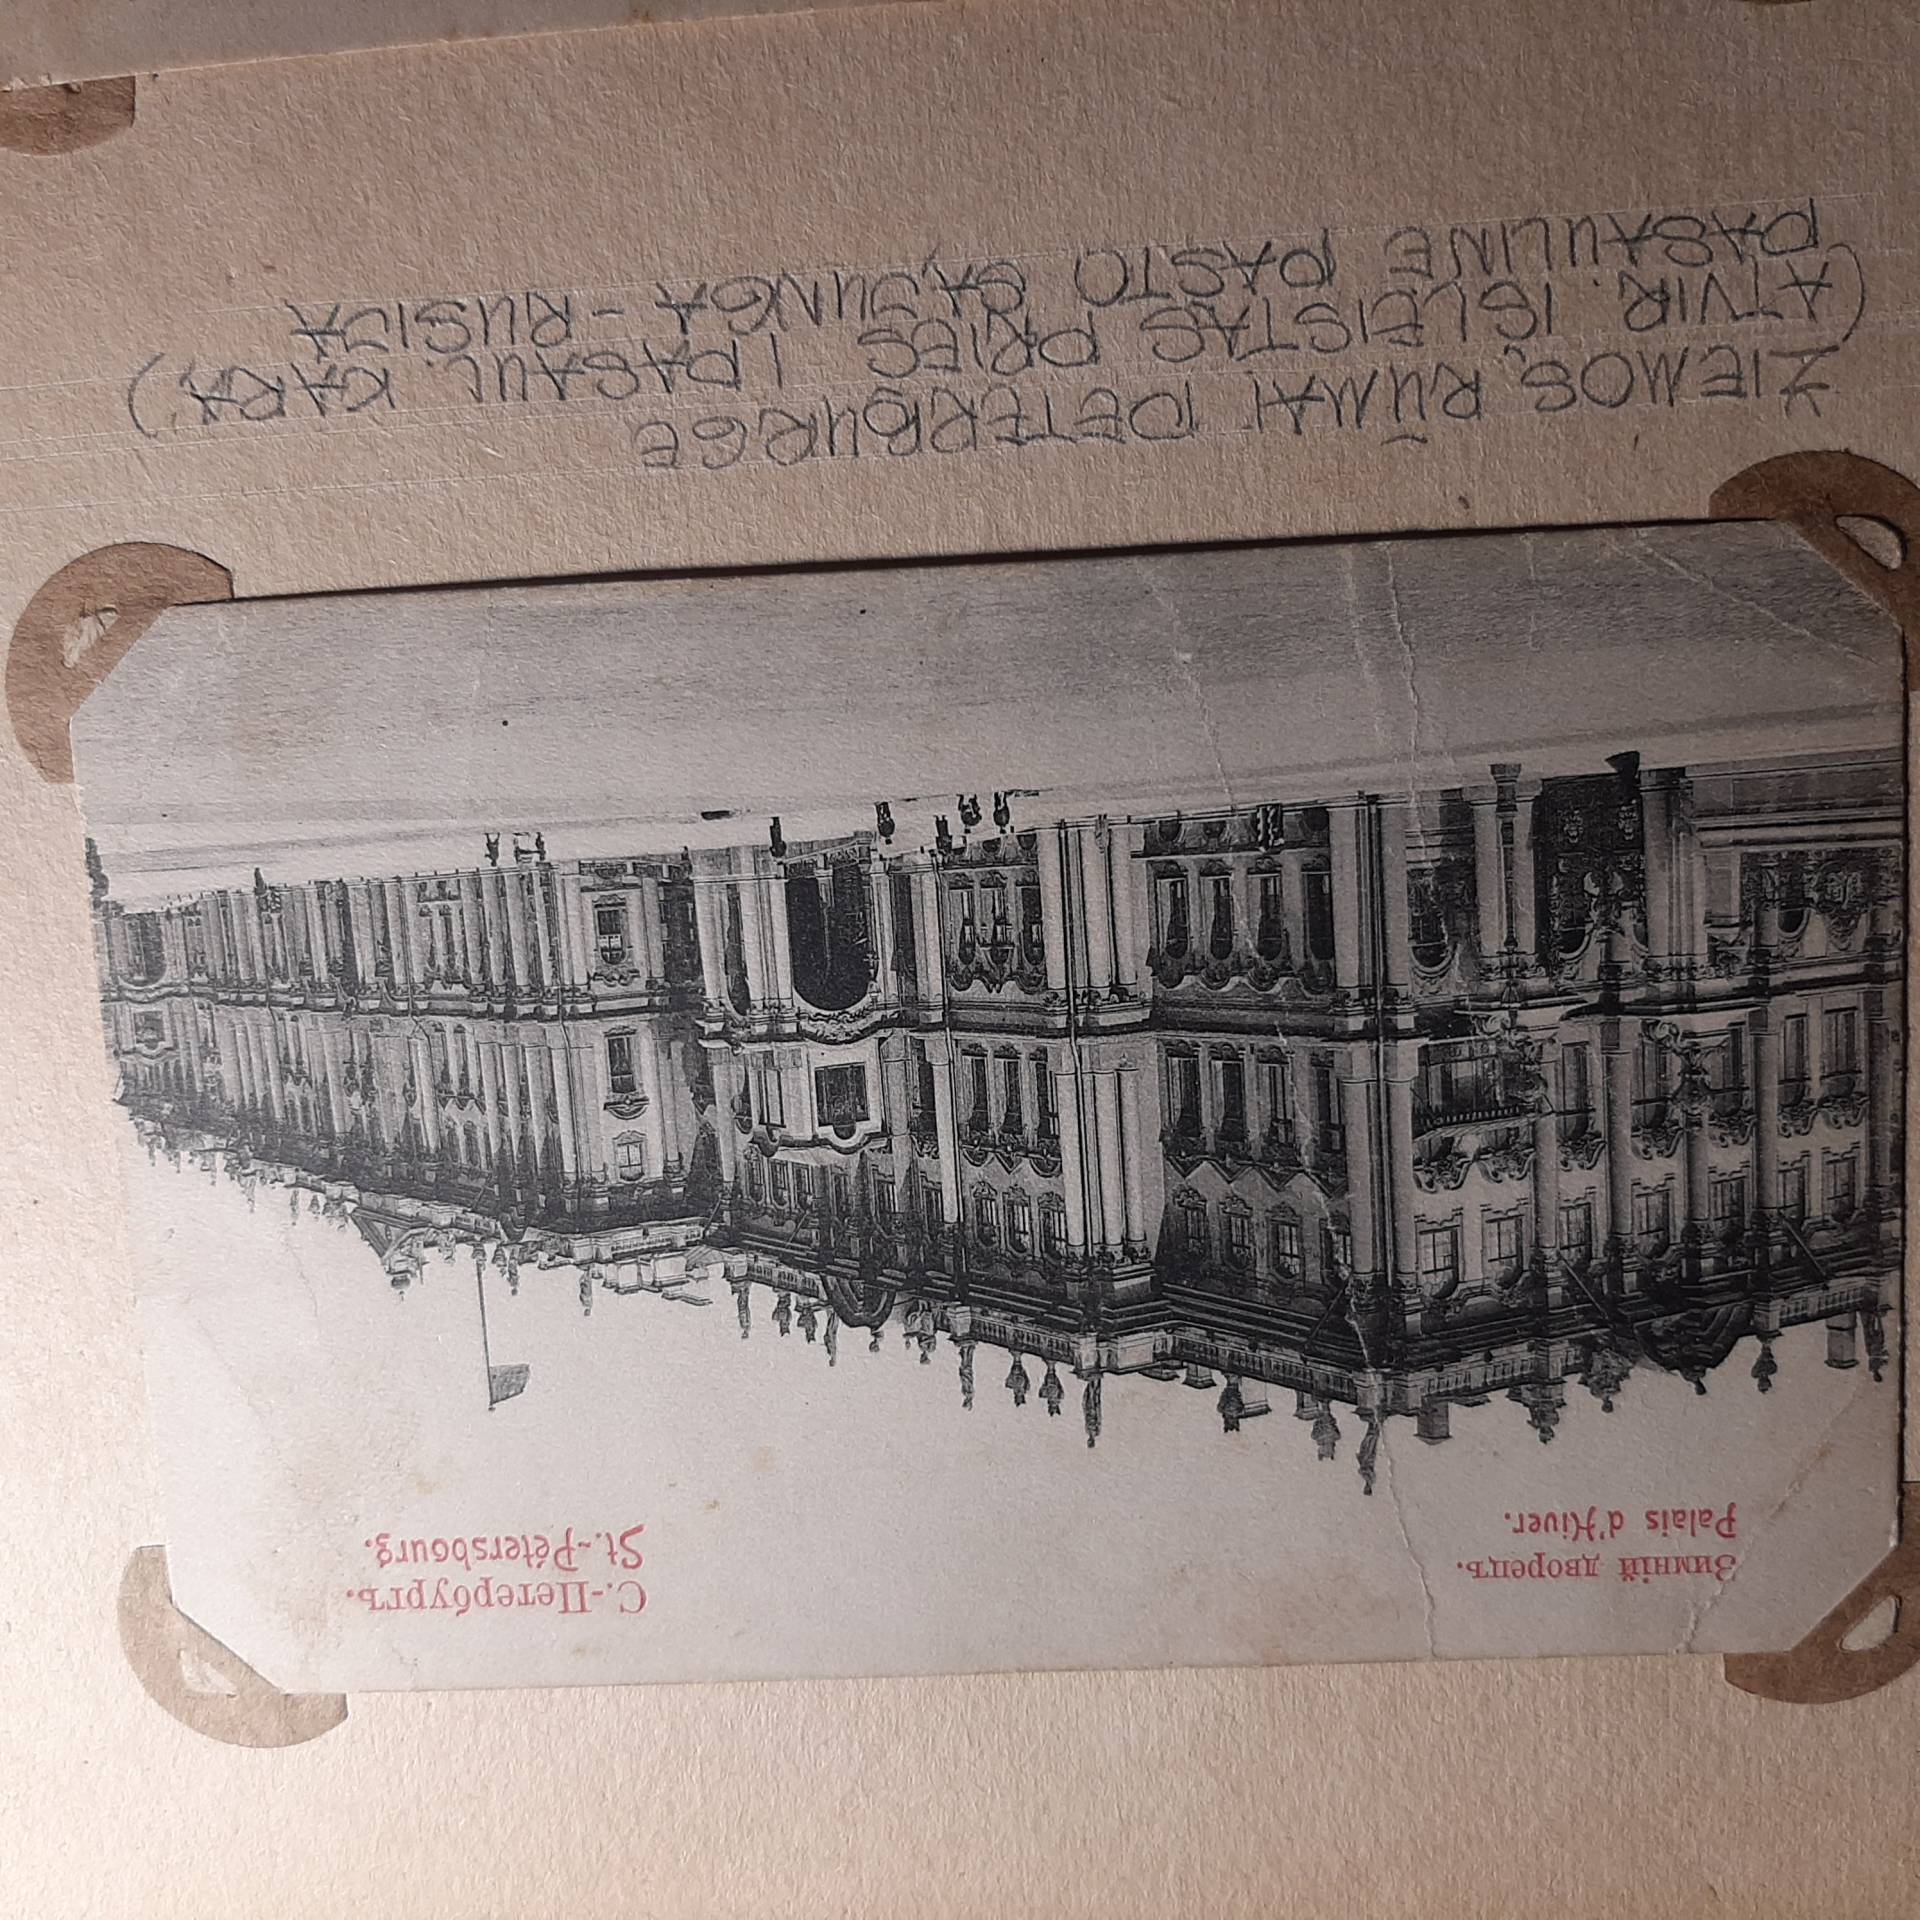 Зимній дворецъ.
Palais d'Hiver.
С.-Петербургъ.
St.-Pétersbourg.
ŽIEMOS RŪMAI PETERBURGE
(ATVIR. IŠLEISTAS PRIEŠ I PASAUL. KARĄ)
PASAULINĖ PAŠTO SĄJUNGA - RUSIJA